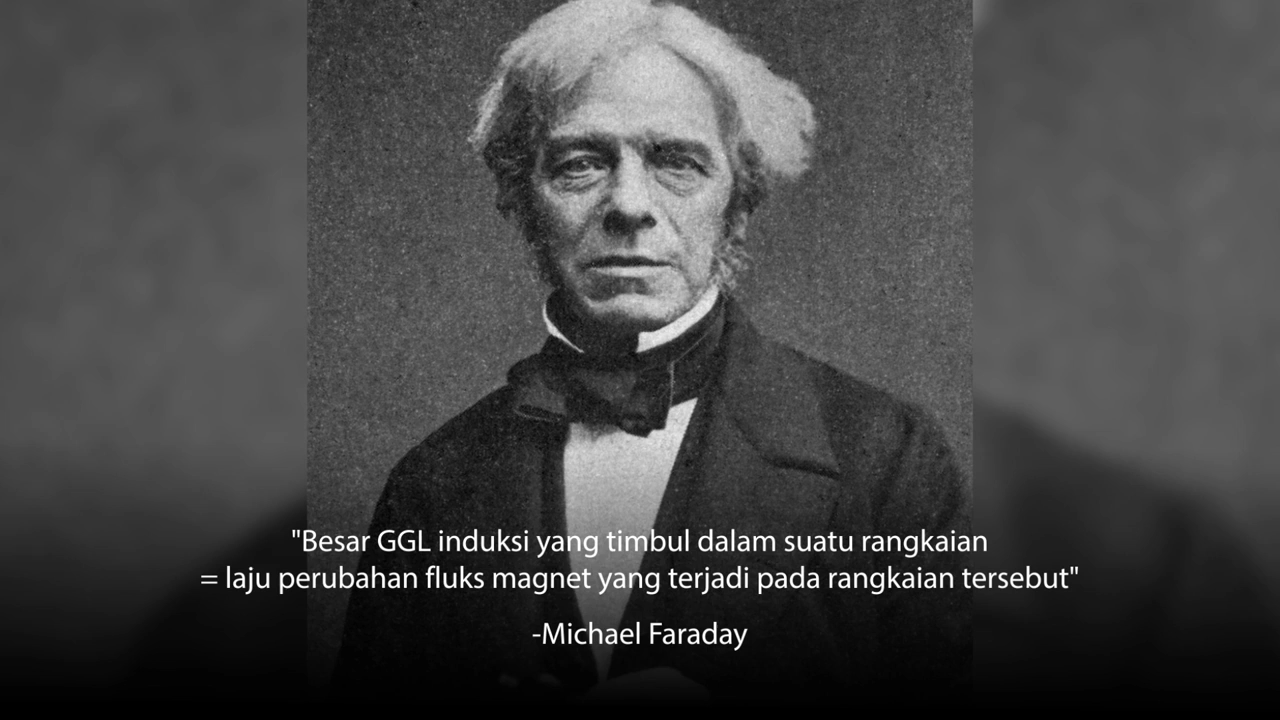 "Besar GGL induksi yang timbul dalam suatu rangkaian
= laju perubahan fluks magnet yang terjadi pada rangkaian tersebut"
-Michael Faraday